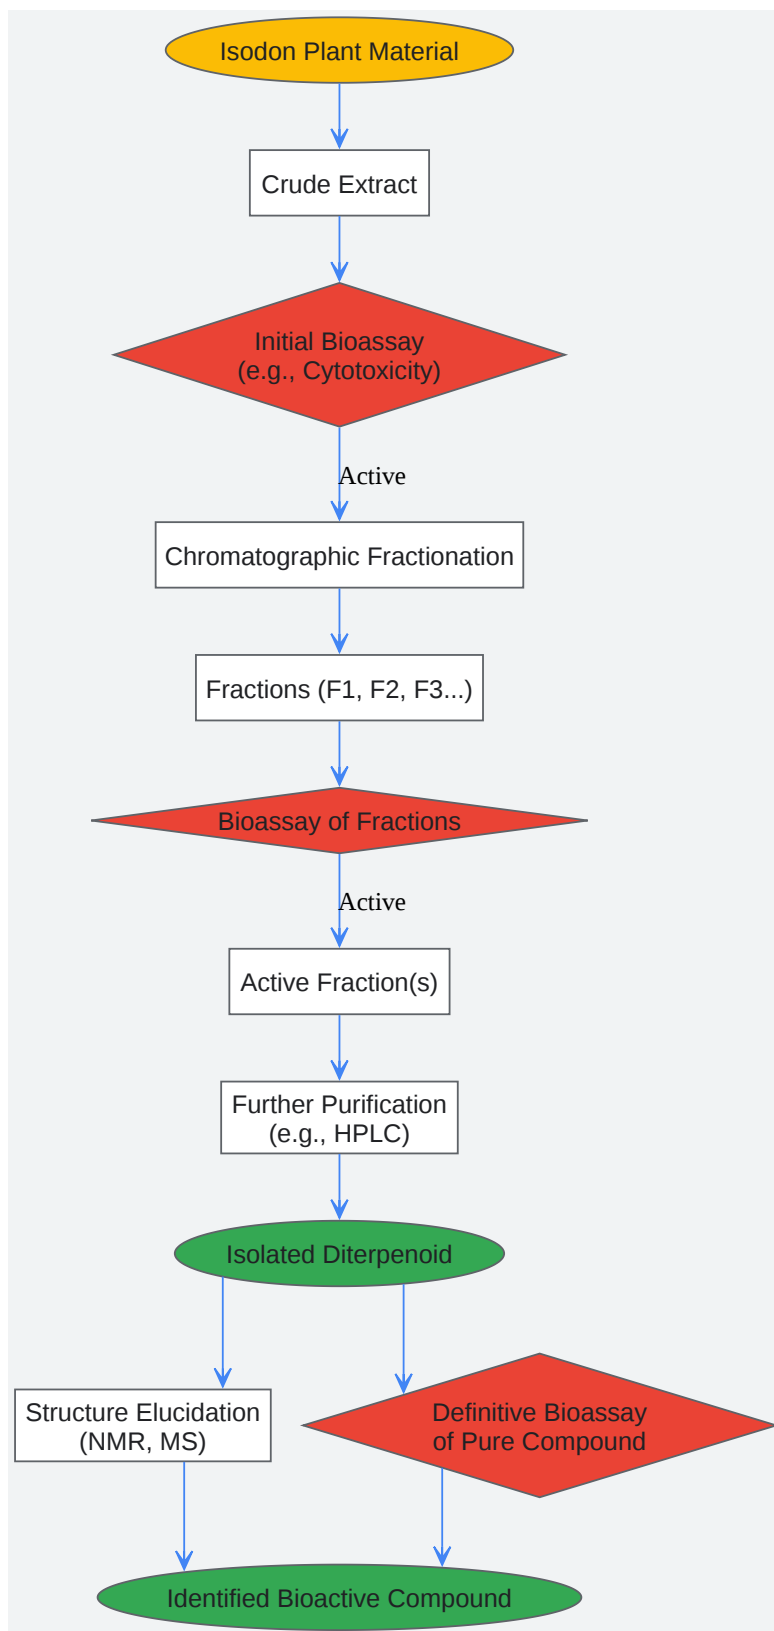 Isodon Plant Material
Crude Extract
Initial Bioassay
(e.g., Cytotoxicity)
Active
Chromatographic Fractionation
Fractions (F1, F2, F3...)
Bioassay of Fractions
Active
Active Fraction(s)
Further Purification
(e.g., HPLC)
Isolated Diterpenoid
Structure Elucidation
(NMR, MS)
Definitive Bioassay
of Pure Compound
Identified Bioactive Compound